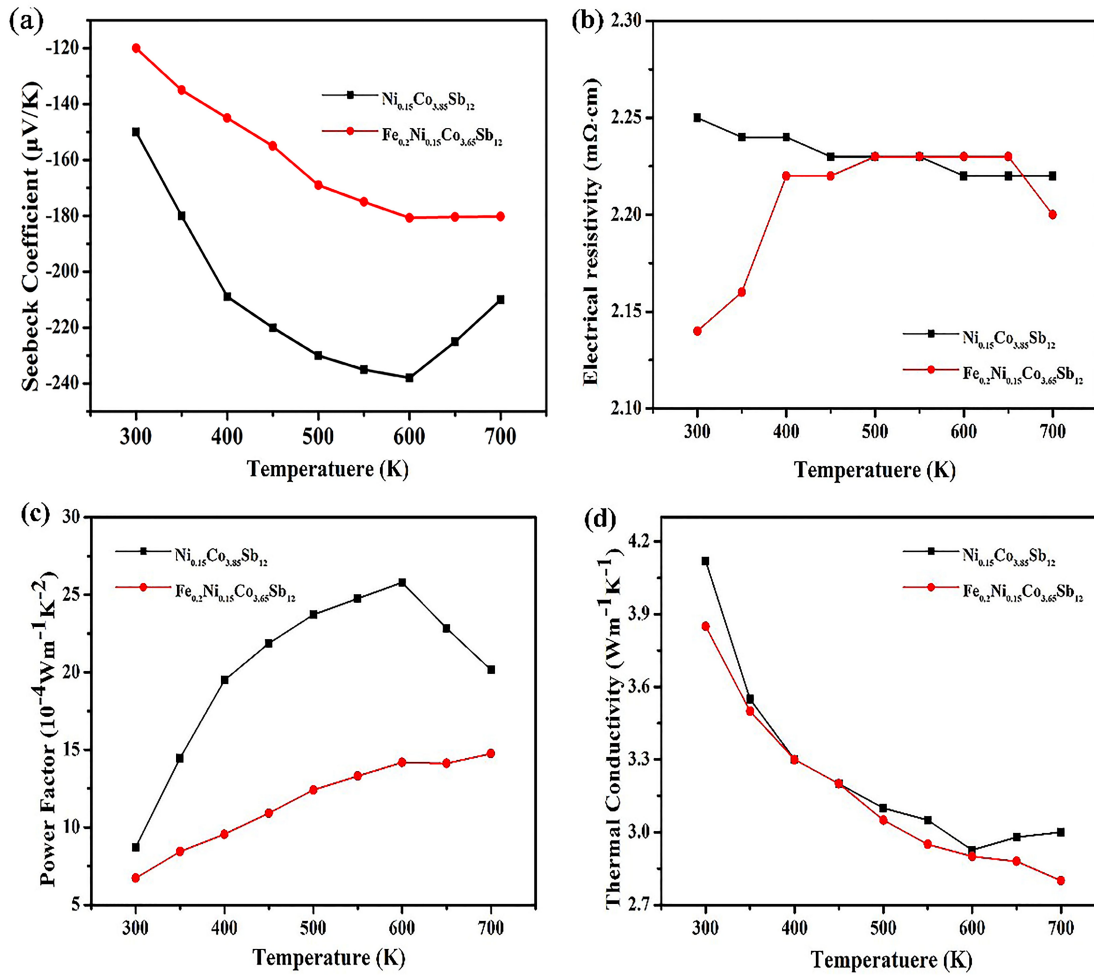 (a)
Seebeck Coefficient (µV/K)
-120
-140
-160
-180
-200
-220
-240
Ni0.15Co3.85Sb12
Fe0.2Ni0.15Co3.65Sb12
300 400 500 600 700
Temperatuere (K)
(b)
Electrical resistivity (mΩ·cm)
2.30
2.25
2.20
2.15
2.10
Ni0.15Co3.85Sb12
Fe0.2Ni0.15Co3.65Sb12
300 400 500 600 700
Temperatuere (K)
(c)
Power Factor (10-4Wm-1K-2)
30
25
20
15
10
5
Ni0.15Co3.85Sb12
Fe0.2Ni0.15Co3.65Sb12
300 400 500 600 700
Temperature (K)
(d)
Thermal Conductivity (Wm-1K-1)
4.2
3.9
3.6
3.3
3.0
2.7
Ni0.15Co3.85Sb12
Fe0.2Ni0.15Co3.65Sb12
300 400 500 600 700
Temperatuere (K)